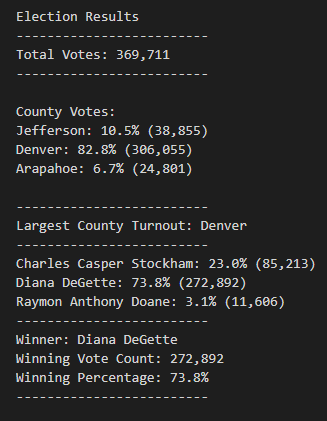 Election Results
-------------------------
Total Votes: 369,711
-------------------------
County Votes:
Jefferson: 10.5% (38,855)
Denver: 82.8% (306,055)
Arapahoe: 6.7% (24,801)
-------------------------
Largest County Turnout: Denver
-------------------------
Charles Casper Stockham: 23.0% (85,213)
Diana DeGette: 73.8% (272,892)
Raymon Anthony Doane: 3.1% (11,606)
-------------------------
Winner: Diana DeGette
Winning Vote Count: 272,892
Winning Percentage: 73.8%
-------------------------